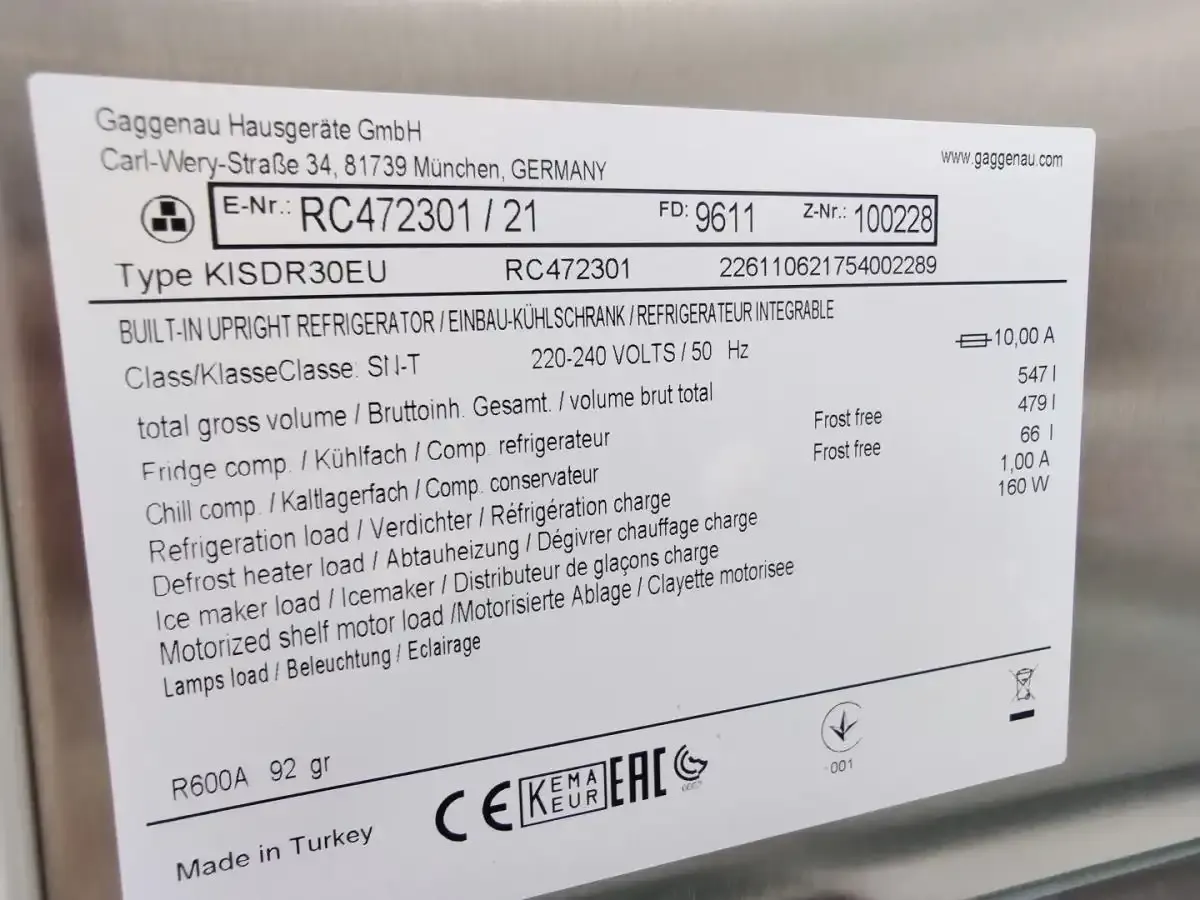 Gaggenau Hausgeräte GmbH
Carl-Wery-Straße 34, 81739 München, GERMANY
www.gaggenau.com
E-Nr.: RC472301 / 21 FD: 9611 Z-Nr.: 100228
Type KISDR30EU RC472301 226110621754002289
BUILT-IN UPRIGHT REFRIGERATOR / EINBAU-KÜHLSCHRANK / REFRIGERATEUR INTEGRABLE
Class/KlasseClasse: SN-T 220-240 VOLTS / 50 Hz 10,00 A
total gross volume / Bruttoinh. Gesamt. / volume brut total 547 l
Fridge comp. / Kühlfach / Comp. refrigerateur Frost free 479 l
Chill comp. / Kaltlagerfach / Comp. conservateur Frost free 66 l
Refrigeration load / Verdichter / Réfrigération charge 1,00 A
Defrost heater load / Abtauheizung / Dégivrer chauffage charge 160 W
Ice maker load / Icemaker / Distributeur de glaçons charge
Motorized shelf motor load /Motorisierte Ablage / Clayette motorisee
Lamps load / Beleuchtung / Eclairage
R600A 92 gr
CE KEMA EUR EAC
001
Made in Turkey